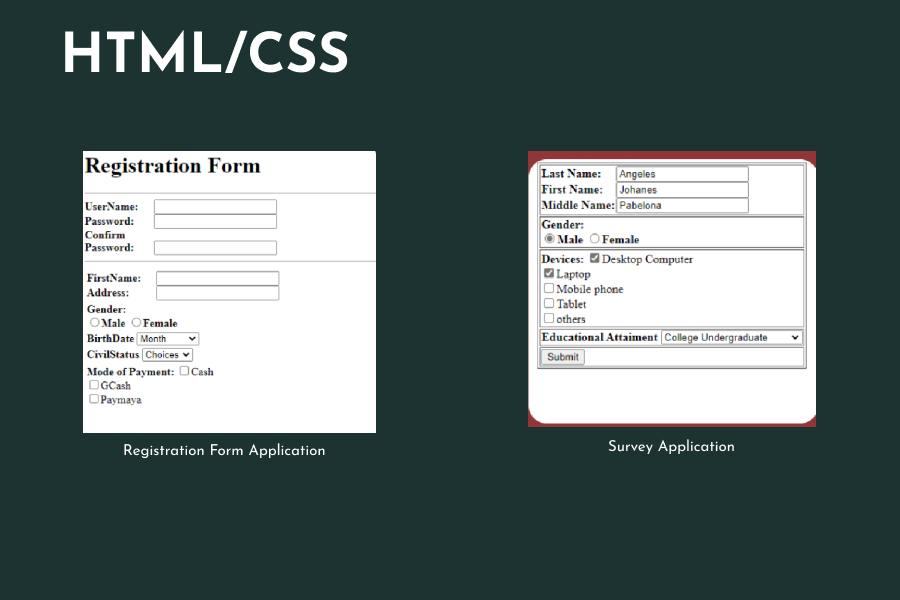 HTML/CSS
Registration Form
UserName:
Password:
Confirm
Password:
FirstName:
Address:
Gender:
Male Female
BirthDate Month
CivilStatus Choices
Mode of Payment: Cash
GCash
Paymaya
Registration Form Application
Last Name: Angeles
First Name: Johanes
Middle Name: Pabelona
Gender:
Male Female
Devices: Desktop Computer
Laptop
Mobile phone
Tablet
others
Educational Attaiment College Undergraduate
Submit
Survey Application